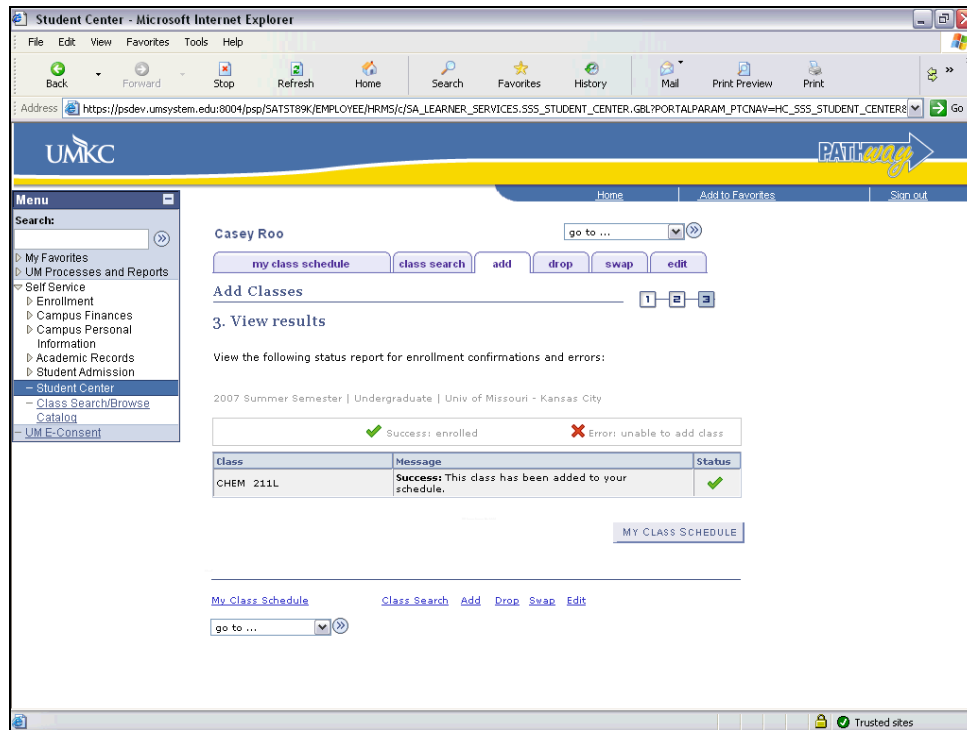 Student Center - Microsoft Internet Explorer
File Edit View Favorites Tools Help
Back Forward Stop Refresh Home Search Favorites History Mail Print Preview Print
Address https://psdev.umsystem.edu:8004/psp/SATST89K/EMPLOYEE/HRMS/c/SA_LEARNER_SERVICES.SSS_STUDENT_CENTER.GBL?PORTALPARAM_PTCNAV=HC_SSS_STUDENT_CENTER& Go
UMKC PATHway
Home Add to Favorites Sign out
Menu
Search:
My Favorites
UM Processes and Reports
Self Service
Enrollment
Campus Finances
Campus Personal
Information
Academic Records
Student Admission
Student Center
Class Search/Browse
Catalog
UM E-Consent
Casey Roo go to ...
my class schedule class search add drop swap edit
Add Classes 1 2 3
3. View results
View the following status report for enrollment confirmations and errors:
2007 Summer Semester | Undergraduate | Univ of Missouri - Kansas City
Success: enrolled Error: unable to add class
Class Message Status
CHEM 211L Success: This class has been added to your
schedule.
MY CLASS SCHEDULE
My Class Schedule Class Search Add Drop Swap Edit
go to ...
Trusted sites